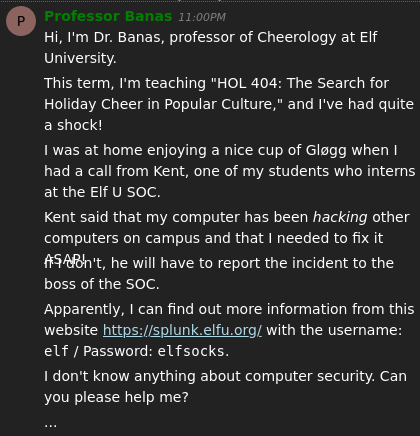 P
Professor Banas 11:00PM
Hi, I'm Dr. Banas, professor of Cheerology at Elf
University.
This term, I'm teaching "HOL 404: The Search for
Holiday Cheer in Popular Culture," and I've had quite
a shock!
I was at home enjoying a nice cup of Gløgg when I
had a call from Kent, one of my students who interns
at the Elf U SOC.
Kent said that my computer has been hacking other
computers on campus and that I needed to fix it
ASAP!
If I don't, he will have to report the incident to the
boss of the SOC.
Apparently, I can find out more information from this
website https://splunk.elfu.org/ with the username:
elf / Password: elfsocks.
I don't know anything about computer security. Can
you please help me?
...